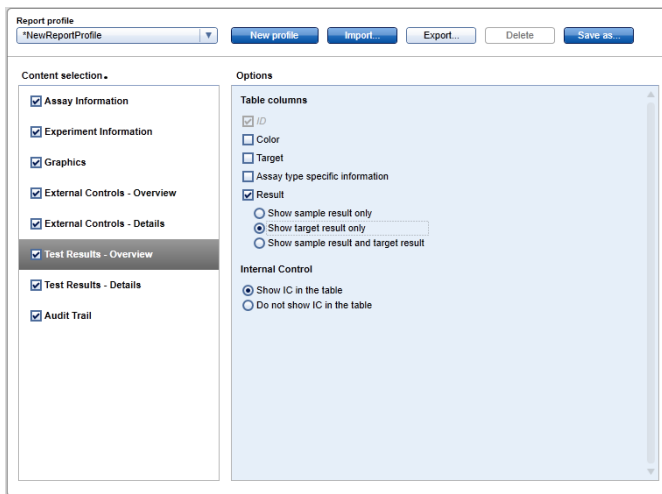 Report profile
*NewReportProfile
New profile
Import...
Export...
Delete
Save as...
Content selection
Options
Assay Information
Experiment Information
Graphics
External Controls - Overview
External Controls - Details
Test Results - Overview
Test Results - Details
Audit Trail
Table columns
ID
Color
Target
Assay type specific information
Result
Show sample result only
Show target result only
Show sample result and target result
Internal Control
Show IC in the table
Do not show IC in the table